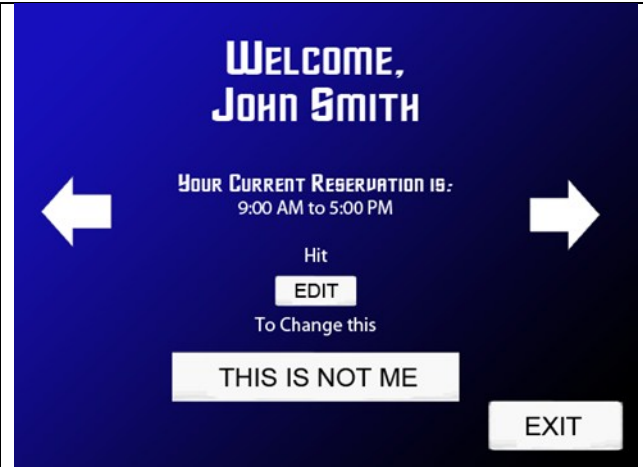 Welcome,
John Smith
Your Current Reservation is:
9:00 AM to 5:00 PM
Hit
EDIT
To Change this
THIS IS NOT ME
EXIT